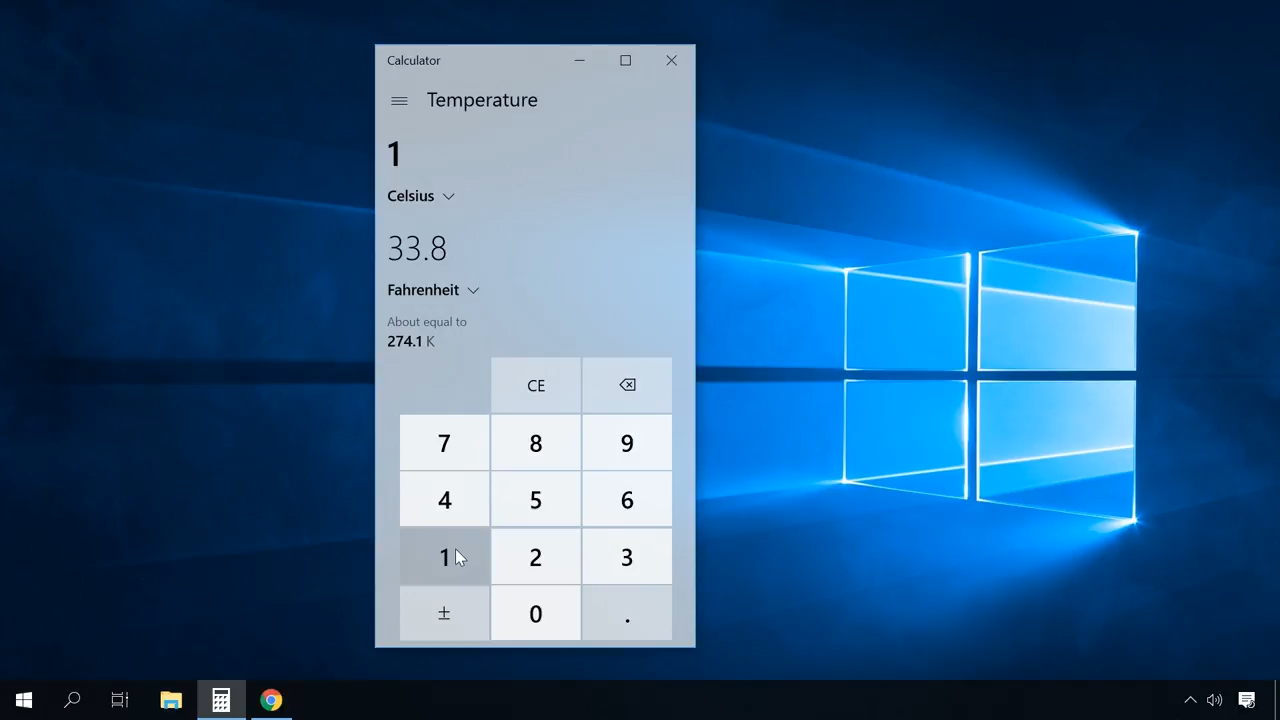 Calculator
Temperature
1
Celsius
33.8
Fahrenheit
About equal to
274.1 K
CE
7 8 9
4 5 6
1 2 3
± 0 .